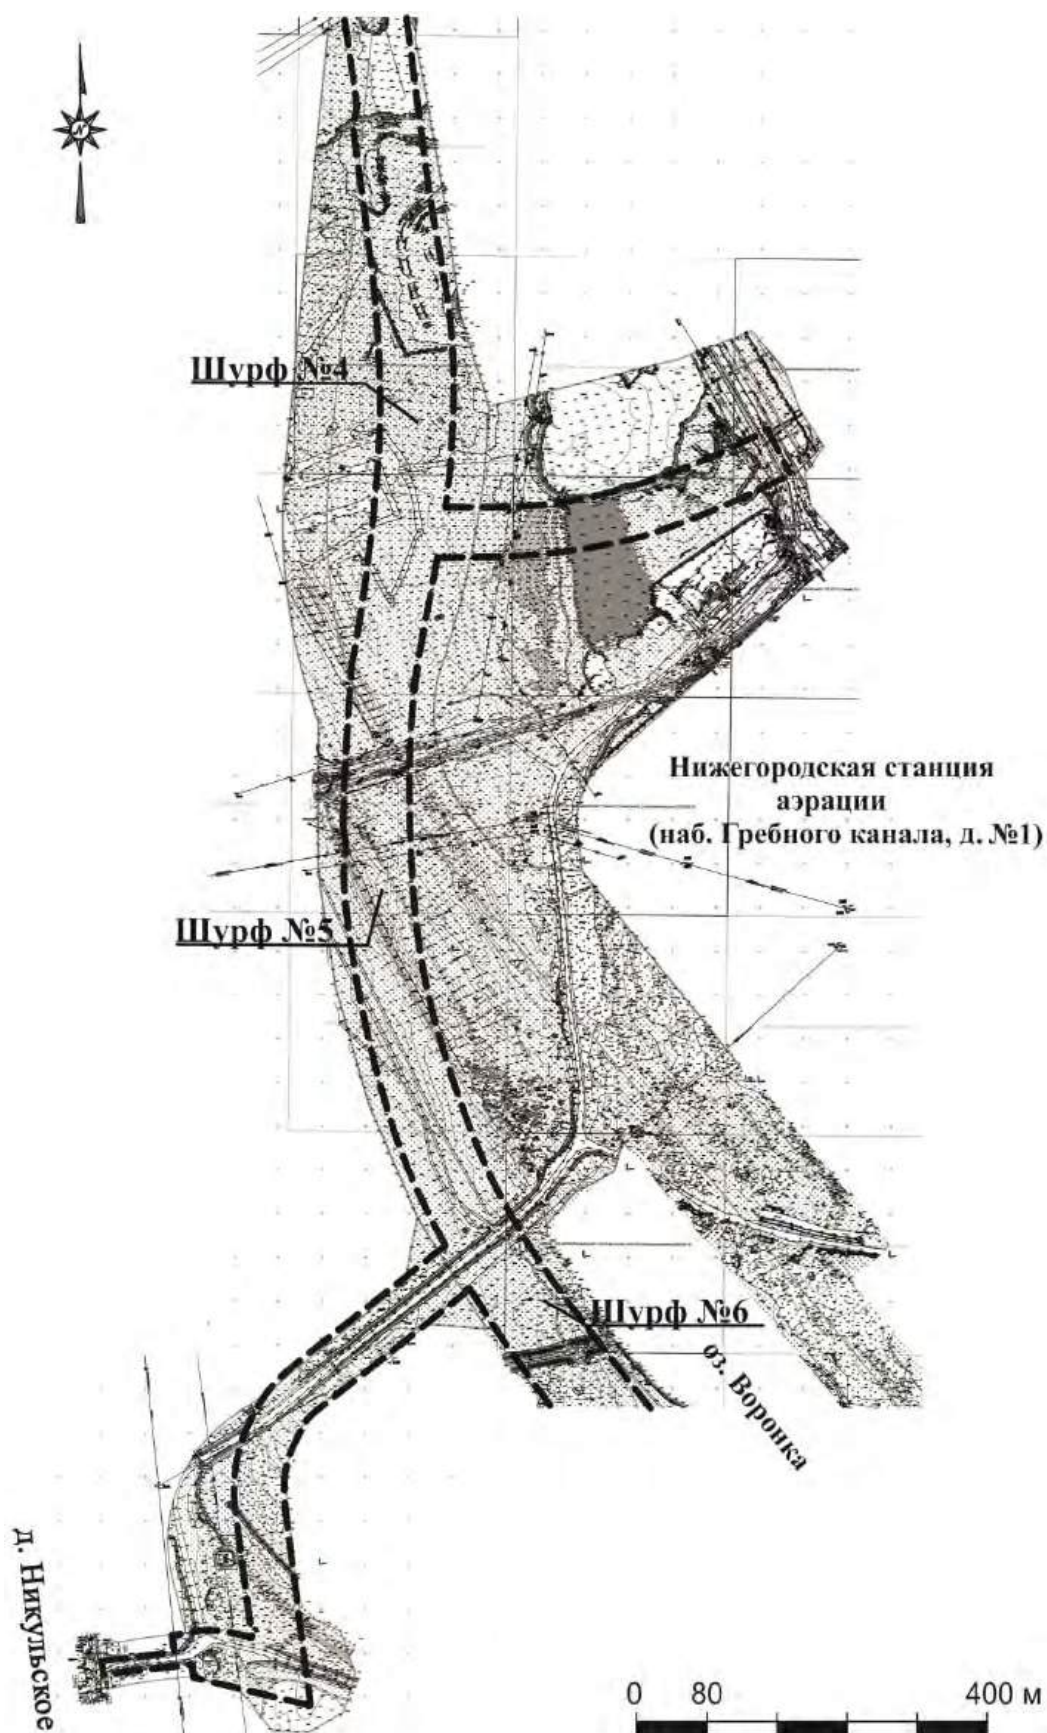 N
Шурф №4
Нижегородская станция
аэрации
(наб. Гребного канала, д. №1)
Шурф №5
Шурф №6
оз. Воронка
д. Никульское
0 80 400 м